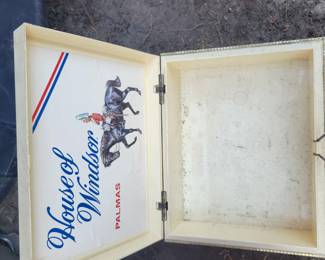 House of
Windsor
PALMAS